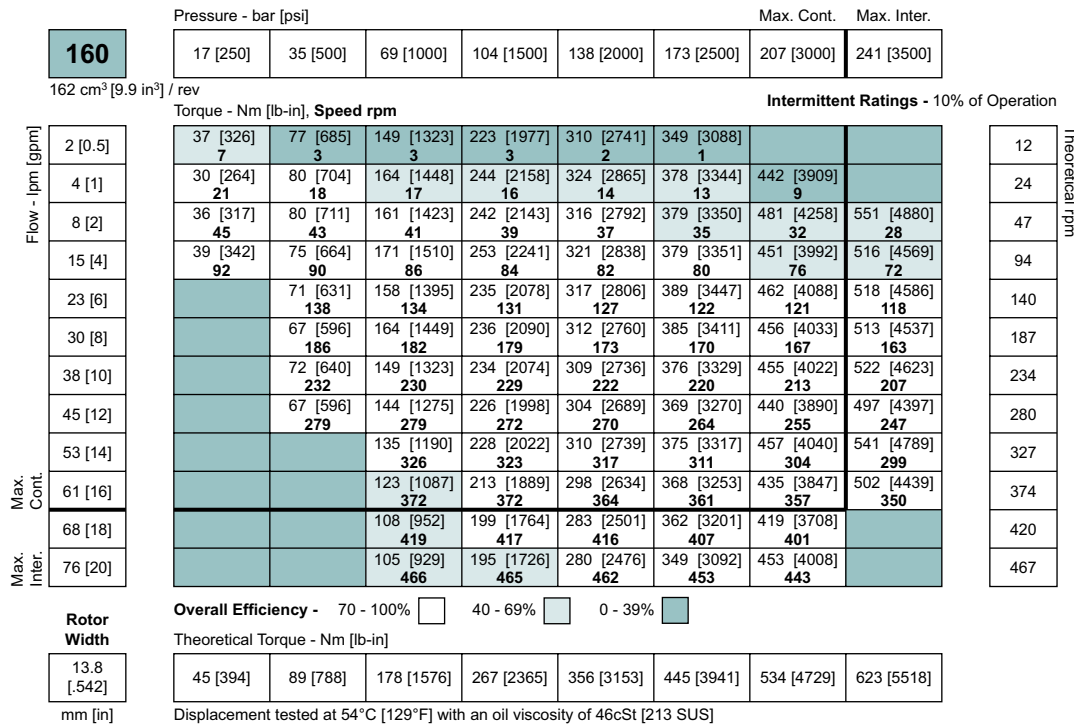 Pressure - bar [psi] Max. Cont. Max. Inter.
160 17 [250] 35 [500] 69 [1000] 104 [1500] 138 [2000] 173 [2500] 207 [3000] 241 [3500]
162 cm³ [9.9 in³] / rev
Intermittent Ratings - 10% of Operation
Torque - Nm [lb-in], Speed rpm
Flow - lpm [gpm]
Theoretical rpm
2 [0.5] 37 [326] 77 [685] 149 [1323] 223 [1977] 310 [2741] 349 [3088] 12
7 3 3 3 2 1
4 [1] 30 [264] 80 [704] 164 [1448] 244 [2158] 324 [2865] 378 [3344] 442 [3909] 24
21 18 17 16 14 13 9
8 [2] 36 [317] 80 [711] 161 [1423] 242 [2143] 316 [2792] 379 [3350] 481 [4258] 551 [4880] 47
45 43 41 39 37 35 32 28
15 [4] 39 [342] 75 [664] 171 [1510] 253 [2241] 321 [2838] 379 [3351] 451 [3992] 516 [4569] 94
92 90 86 84 82 80 76 72
23 [6] 71 [631] 158 [1395] 235 [2078] 317 [2806] 389 [3447] 462 [4088] 518 [4586] 140
138 134 131 127 122 121 118
30 [8] 67 [596] 164 [1449] 236 [2090] 312 [2760] 385 [3411] 456 [4033] 513 [4537] 187
186 182 179 173 170 167 163
38 [10] 72 [640] 149 [1323] 234 [2074] 309 [2736] 376 [3329] 455 [4022] 522 [4623] 234
232 230 229 222 220 213 207
45 [12] 67 [596] 144 [1275] 226 [1998] 304 [2689] 369 [3270] 440 [3890] 497 [4397] 280
279 279 272 270 264 255 247
53 [14] 135 [1190] 228 [2022] 310 [2739] 375 [3317] 457 [4040] 541 [4789] 327
326 323 317 311 304 299
Max. Cont.
61 [16] 123 [1087] 213 [1889] 298 [2634] 368 [3253] 435 [3847] 502 [4439] 374
372 372 364 361 357 350
68 [18] 108 [952] 199 [1764] 283 [2501] 362 [3201] 419 [3708] 420
419 417 416 407 401
Max. Inter.
76 [20] 105 [929] 195 [1726] 280 [2476] 349 [3092] 453 [4008] 467
466 465 462 453 443
Overall Efficiency - 70 - 100% 40 - 69% 0 - 39%
Rotor
Width
Theoretical Torque - Nm [lb-in]
13.8
[.542]
45 [394] 89 [788] 178 [1576] 267 [2365] 356 [3153] 445 [3941] 534 [4729] 623 [5518]
mm [in] Displacement tested at 54°C [129°F] with an oil viscosity of 46cSt [213 SUS]